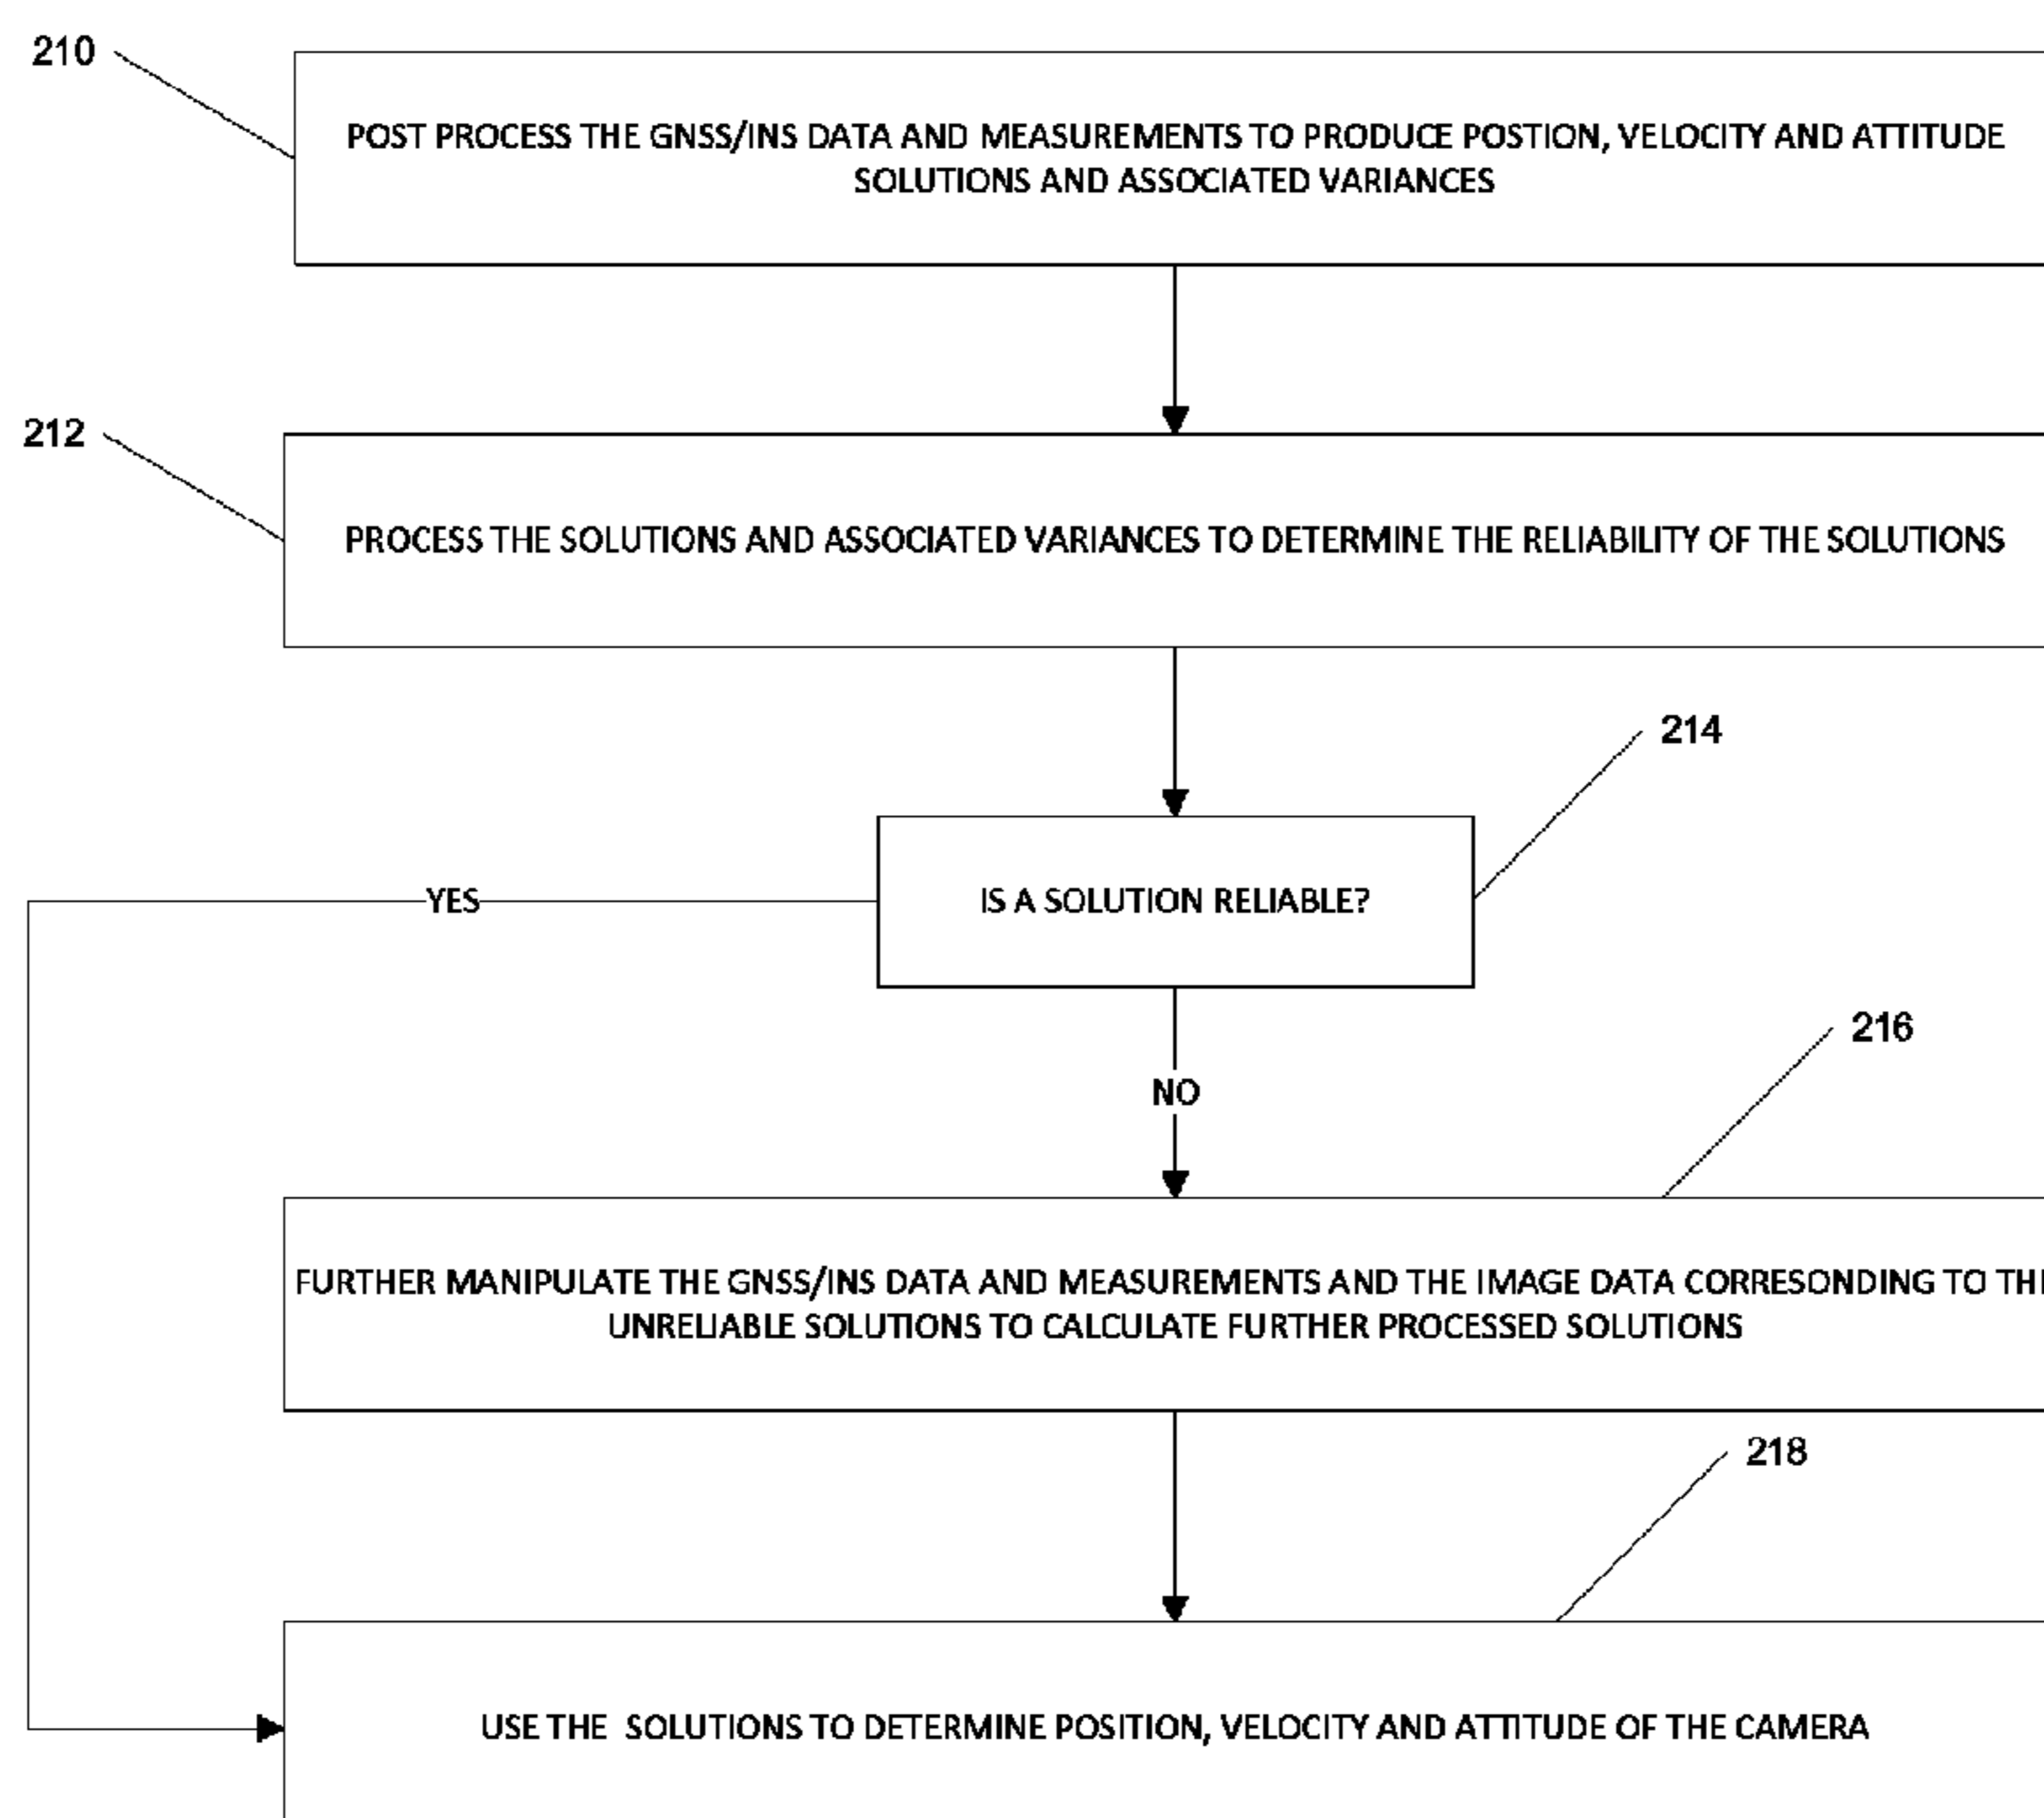 210
POST PROCESS THE GNSS/INS DATA AND MEASUREMENTS TO PRODUCE POSTION, VELOCITY AND ATTITUDE
SOLUTIONS AND ASSOCIATED VARIANCES
212
PROCESS THE SOLUTIONS AND ASSOCIATED VARIANCES TO DETERMINE THE RELIABILITY OF THE SOLUTIONS
214
YES
IS A SOLUTION RELIABLE?
216
NO
FURTHER MANIPULATE THE GNSS/INS DATA AND MEASUREMENTS AND THE IMAGE DATA CORRESONDING TO TH
UNRELIABLE SOLUTIONS TO CALCULATE FURTHER PROCESSED SOLUTIONS
218
USE THE SOLUTIONS TO DETERMINE POSITION, VELOCITY AND ATTITUDE OF THE CAMERA